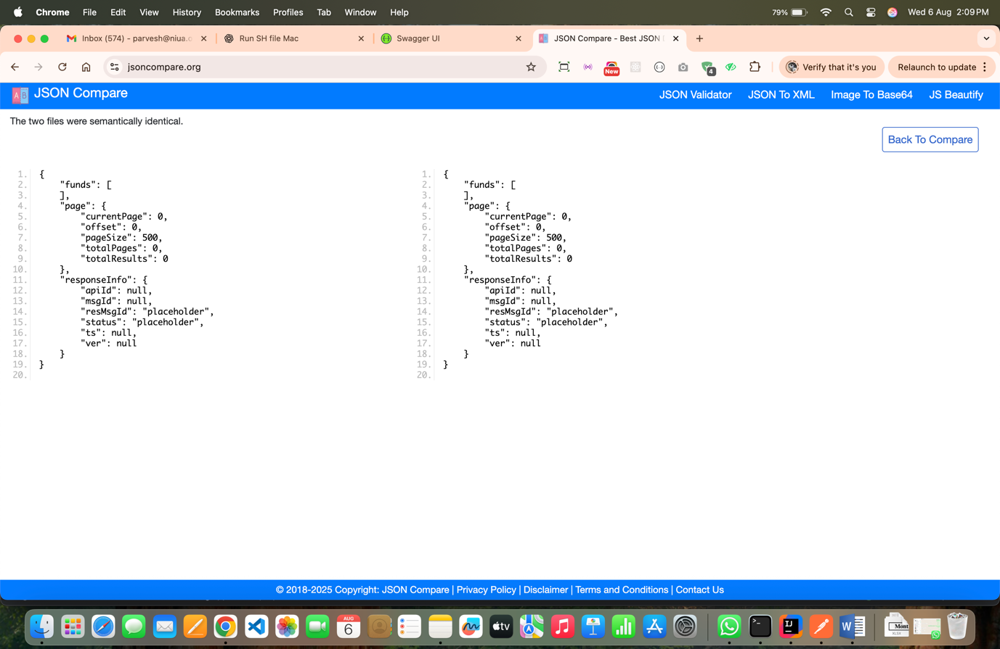 Chrome File Edit View History Bookmarks Profiles Tab Window Help 79% Wed 6 Aug 2:09 PM
Inbox (574) - parvesh@niua.o Run SH file Mac Swagger UI JSON Compare - Best JSON
jsoncompare.org New 4 Verify that it's you Relaunch to update
A B JSON Compare JSON Validator JSON To XML Image To Base64 JS Beautify
The two files were semantically identical.
Back To Compare
1. { 1. {
2. "funds": [ 2. "funds": [
3. ], 3. ],
4. "page": { 4. "page": {
5. "currentPage": 0, 5. "currentPage": 0,
6. "offset": 0, 6. "offset": 0,
7. "pageSize": 500, 7. "pageSize": 500,
8. "totalPages": 0, 8. "totalPages": 0,
9. "totalResults": 0 9. "totalResults": 0
10. }, 10. },
11. "responseInfo": { 11. "responseInfo": {
12. "apiId": null, 12. "apiId": null,
13. "msgId": null, 13. "msgId": null,
14. "resMsgId": "placeholder", 14. "resMsgId": "placeholder",
15. "status": "placeholder", 15. "status": "placeholder",
16. "ts": null, 16. "ts": null,
17. "ver": null 17. "ver": null
18. } 18. }
19. } 19. }
20. 20.
© 2018-2025 Copyright: JSON Compare | Privacy Policy | Disclaimer | Terms and Conditions | Contact Us
AUG
6 tv >_ IJ W Mont
XLSX